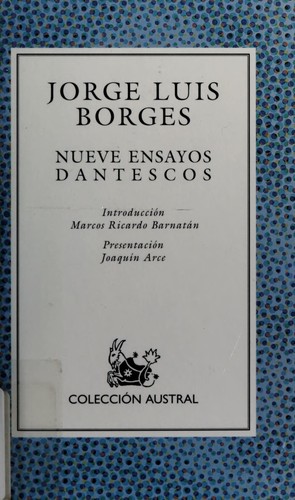 JORGE LUIS
BORGES
NUEVE ENSAYOS
DANTESCOS
Introducción
Marcos Ricardo Barnatán
Presentación
Joaquín Arce
COLECCIÓN AUSTRAL